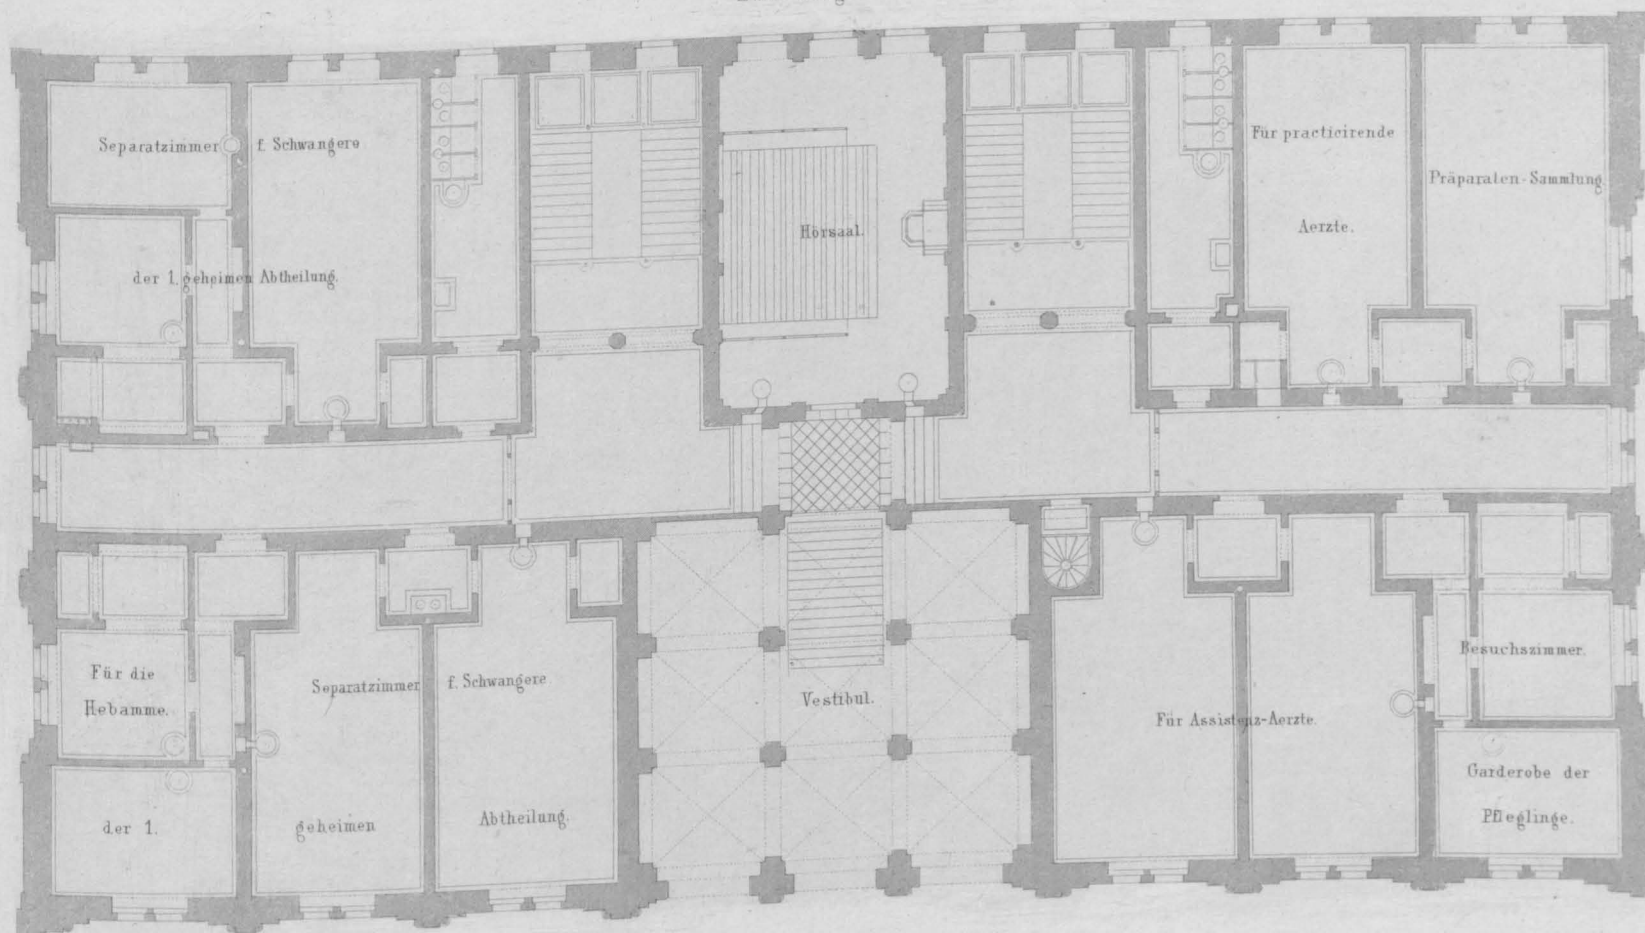 Separatzimmer f. Schwangere
der 1. geheimen Abtheilung.
Hörsaal.
Für practicirende
Aerzte.
Präparaten-Sammlung
Für die
Hebamme.
Separatzimmer f. Schwangere
der 1. geheimen Abtheilung.
Vestibul.
Für Assistenz-Aerzte.
Besuchszimmer.
Garderobe der
Pfleglinge.